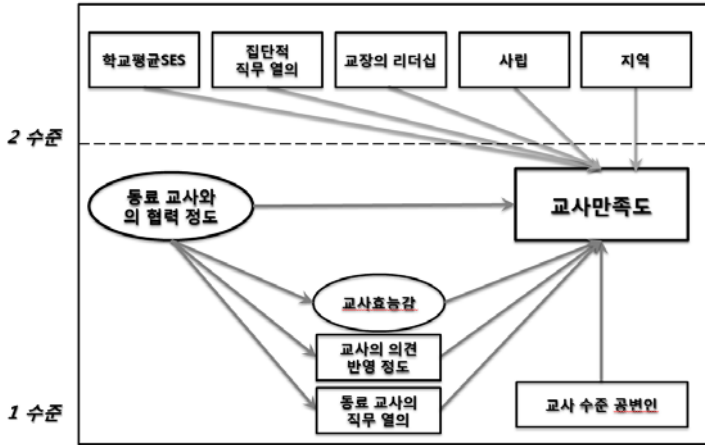 학교평균SES
집단적
직무 열의
교장의 리더십
사립
지역
2 수준
동료 교사와
의 협력 정도
교사만족도
교사효능감
교사의 의견
반영 정도
동료 교사의
직무 열의
교사 수준 공변인
1 수준